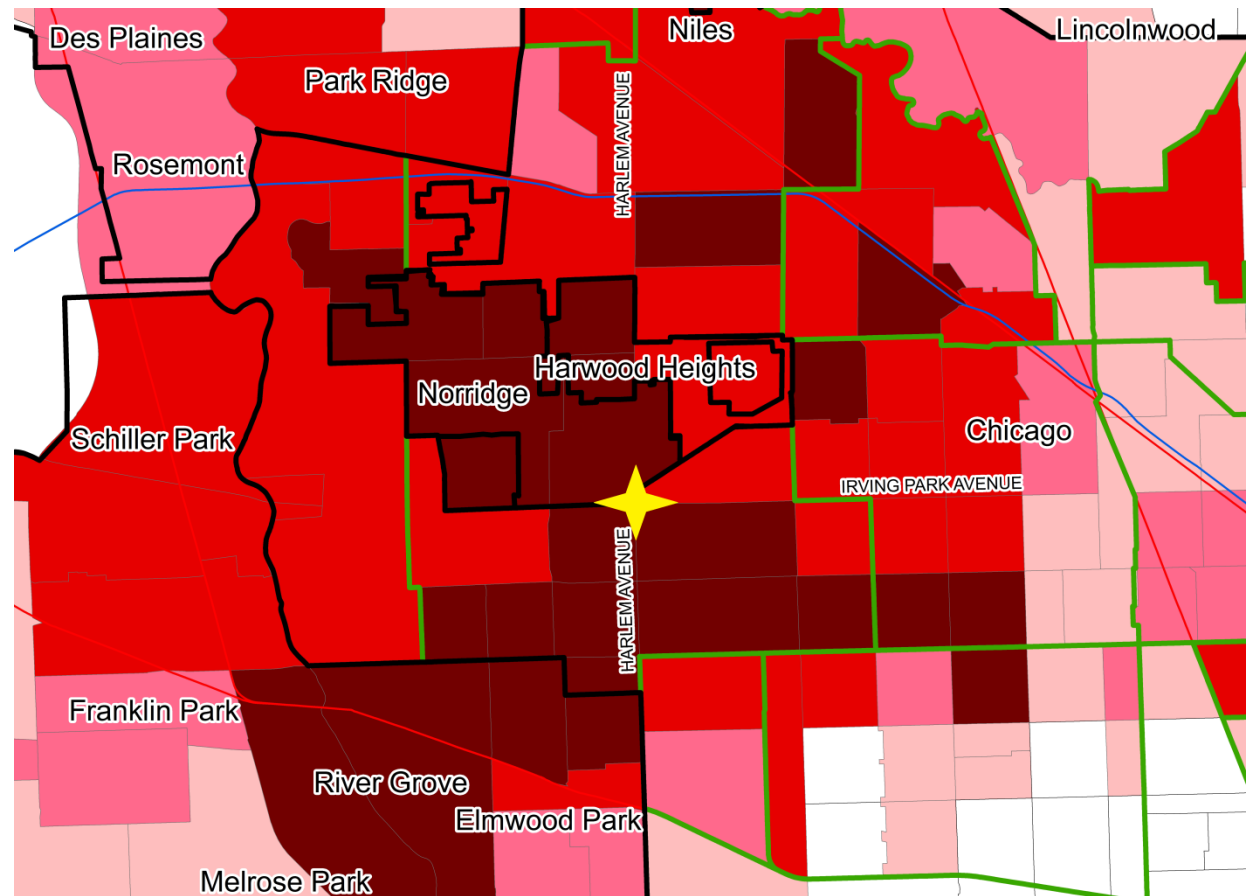 Des Plaines
Niles
Lincolnwood
Park Ridge
HARLEM AVENUE
Rosemont
Harwood Heights
Norridge
Schiller Park
Chicago
IRVING PARK AVENUE
HARLEM AVENUE
Franklin Park
River Grove
Elmwood Park
Melrose Park